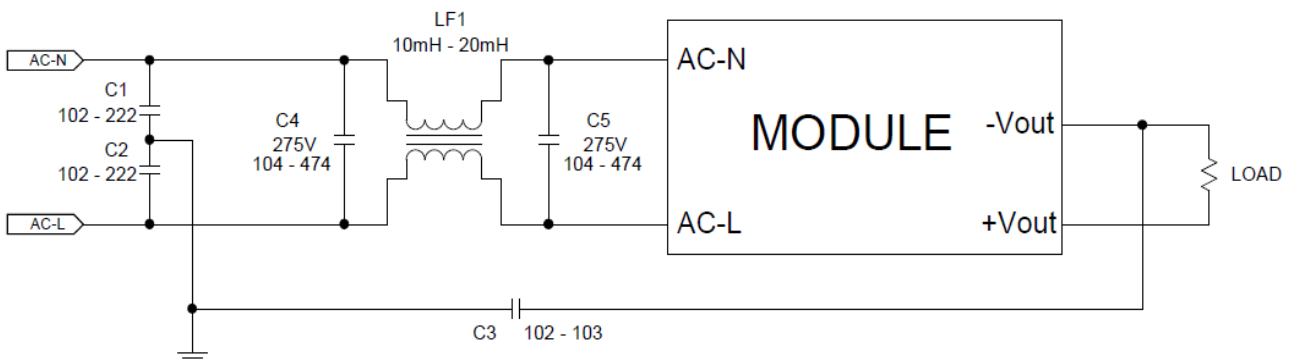 LF1
10mH - 20mH
AC-N
C1
102 - 222
C2
102 - 222
AC-L
C4
275V
104 - 474
C5
275V
104 - 474
AC-N
MODULE
-Vout
AC-L
+Vout
LOAD
C3 102 - 103